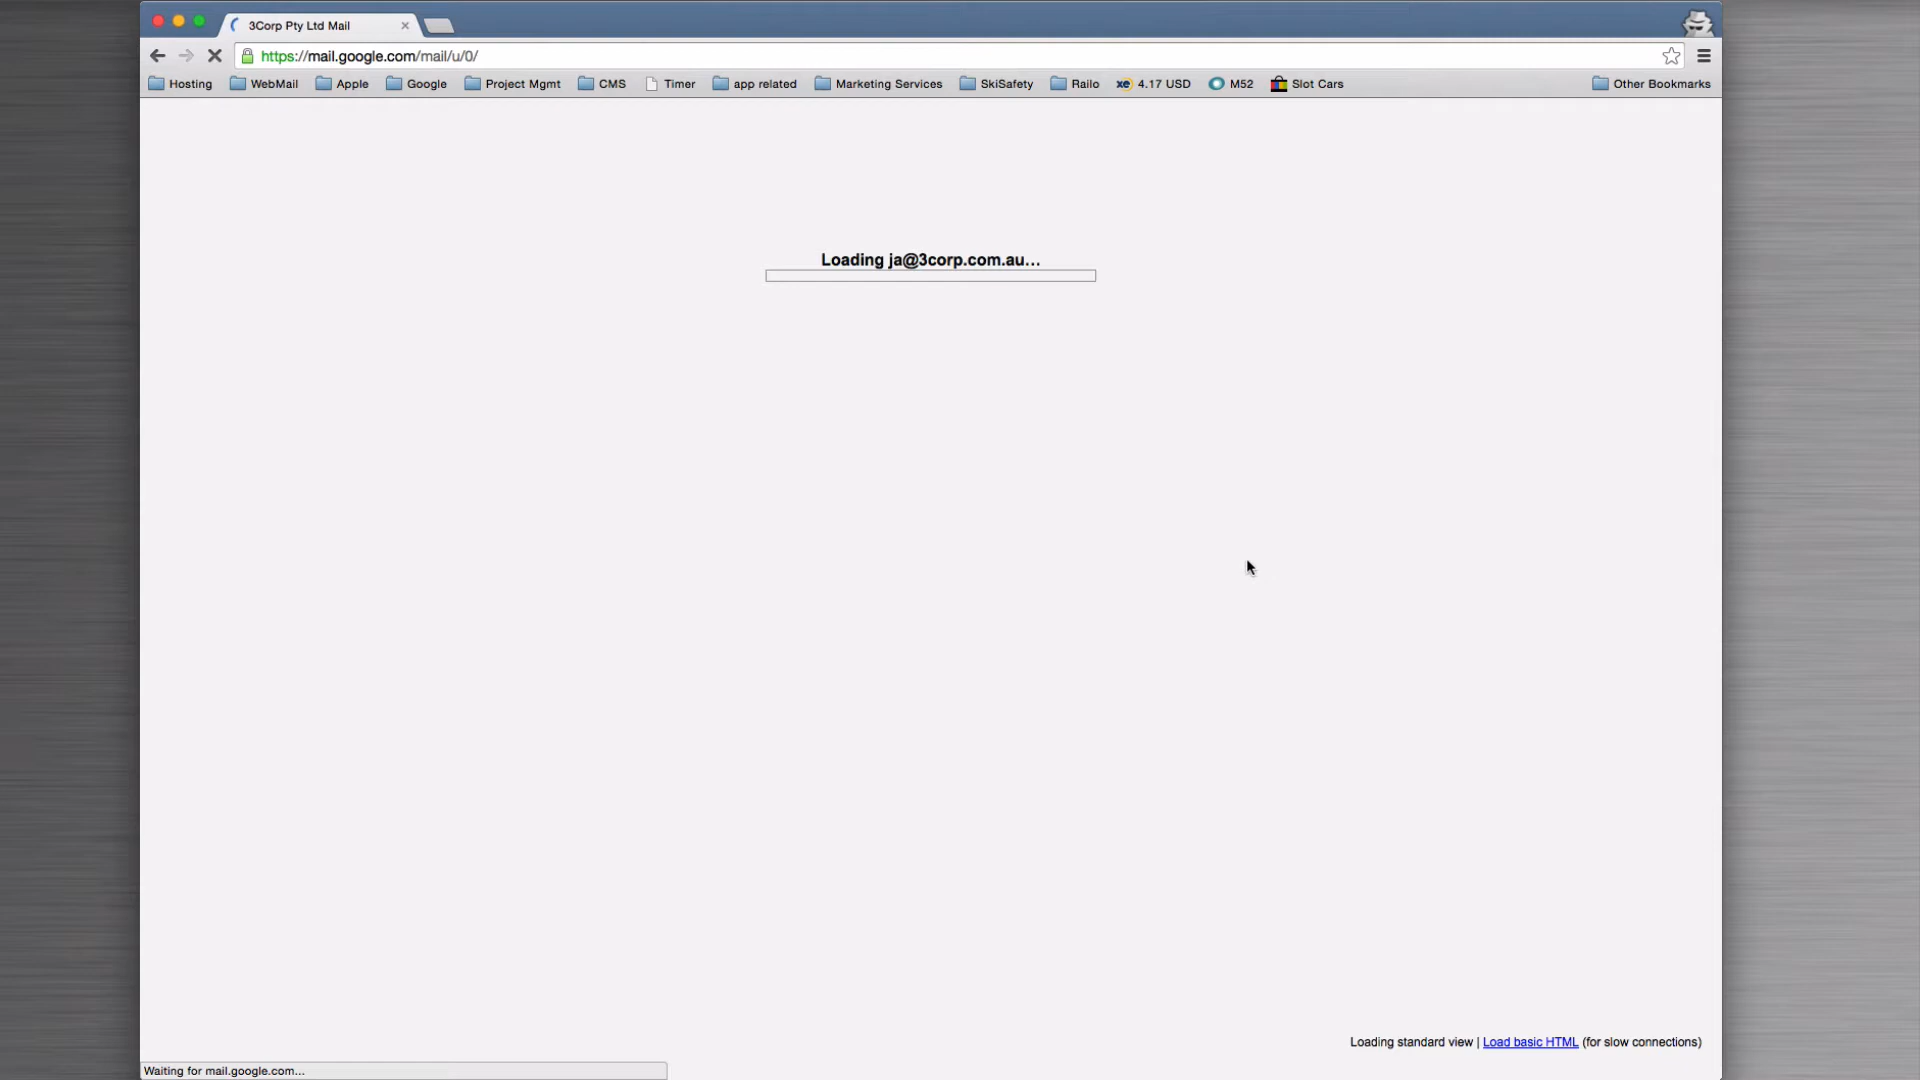 3Corp Pty Ltd Mail
https://mail.google.com/mail/u/0/
Hosting WebMail Apple Google Project Mgmt CMS Timer app related Marketing Services SkiSafety Railo xe 4.17 USD M52 Slot Cars Other Bookmarks
Loading ja@3corp.com.au…
Loading standard view | Load basic HTML (for slow connections)
Waiting for mail.google.com...